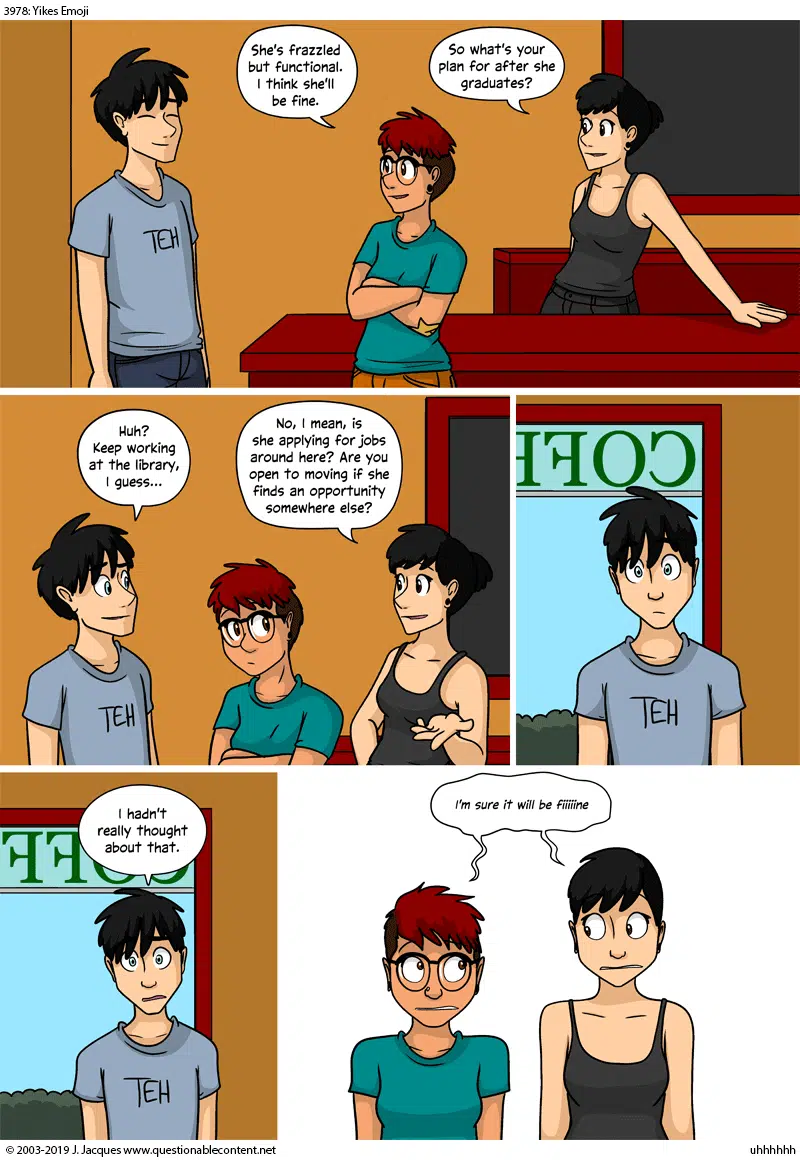 3978: Yikes Emoji
She's frazzled
but functional.
I think she'll
be fine.
So what's your
plan for after she
graduates?
TEH
Huh?
Keep working
at the library,
I guess...
No, I mean, is
she applying for jobs
around here? Are you
open to moving if she
finds an opportunity
somewhere else?
TEH
COFF
TEH
I hadn't
really thought
about that.
COFF
TEH
I'm sure it will be fiiiiine
© 2003-2019 J. Jacques www.questionablecontent.net
uhhhhhh